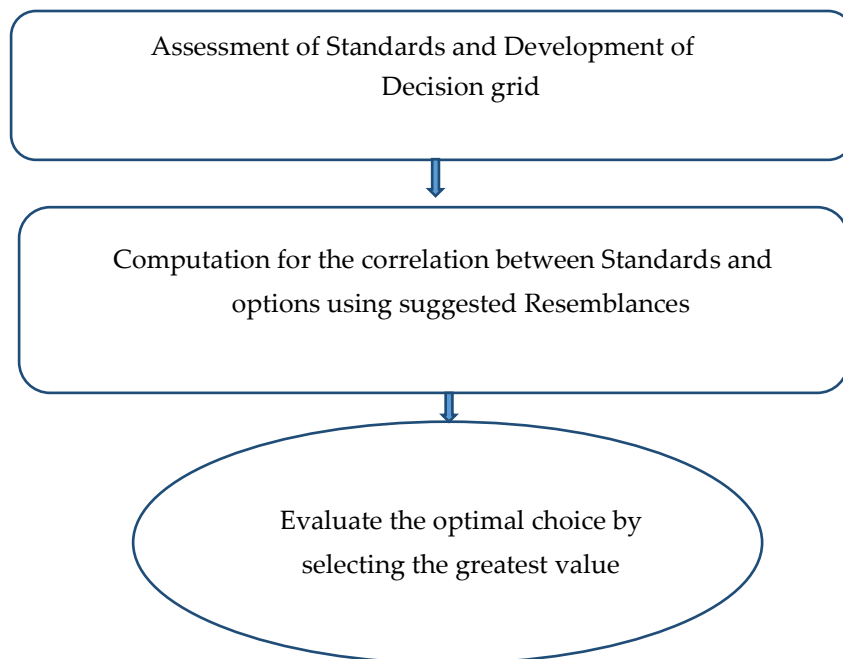 Assessment of Standards and Development of
Decision grid
Computation for the correlation between Standards and
options using suggested Resemblances
Evaluate the optimal choice by
selecting the greatest value